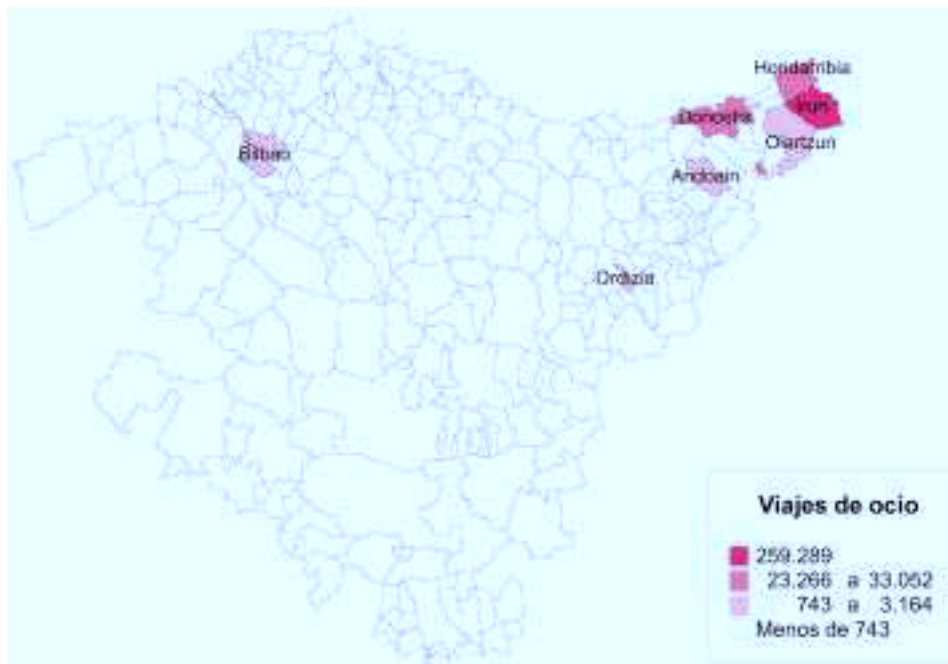 Hondafribia
Irun
Donostia
Oiartzun
Bilbao
Andoain
Ordizia
Viajes de ocio
259.289
23.266 a 33.052
743 a 3.164
Menos de 743